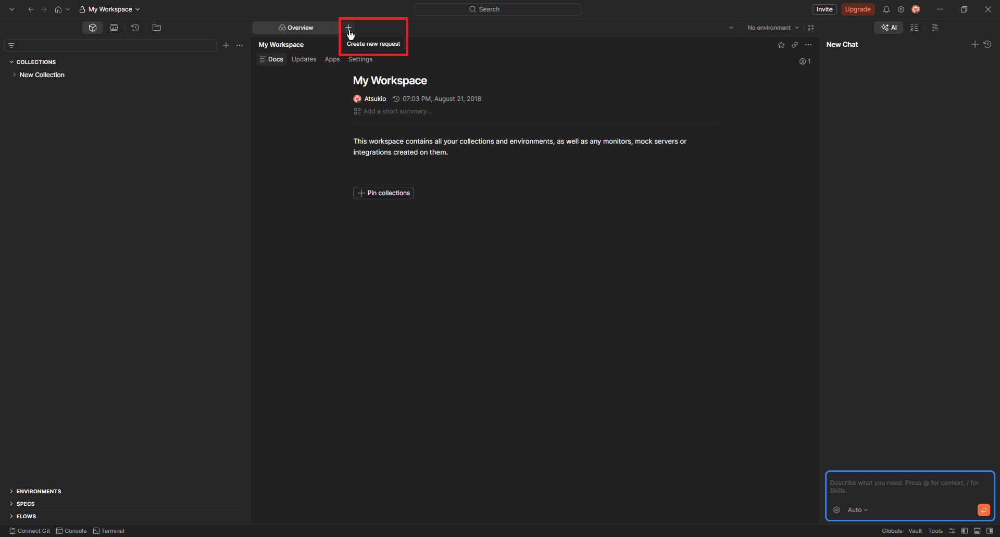 My Workspace
Search
Invite
Upgrade
Overview
No environment
AI
Create new request
My Workspace
New Chat
Docs
Updates
Apps
Settings
1
COLLECTIONS
New Collection
My Workspace
Atsukio
07:03 PM, August 21, 2018
Add a short summary...
This workspace contains all your collections and environments, as well as any monitors, mock servers or
integrations created on them.
Pin collections
ENVIRONMENTS
SPECS
FLOWS
Describe what you need. Press @ for context, / for
Skills.
Auto
Connect Git
Console
Terminal
Globals
Vault
Tools